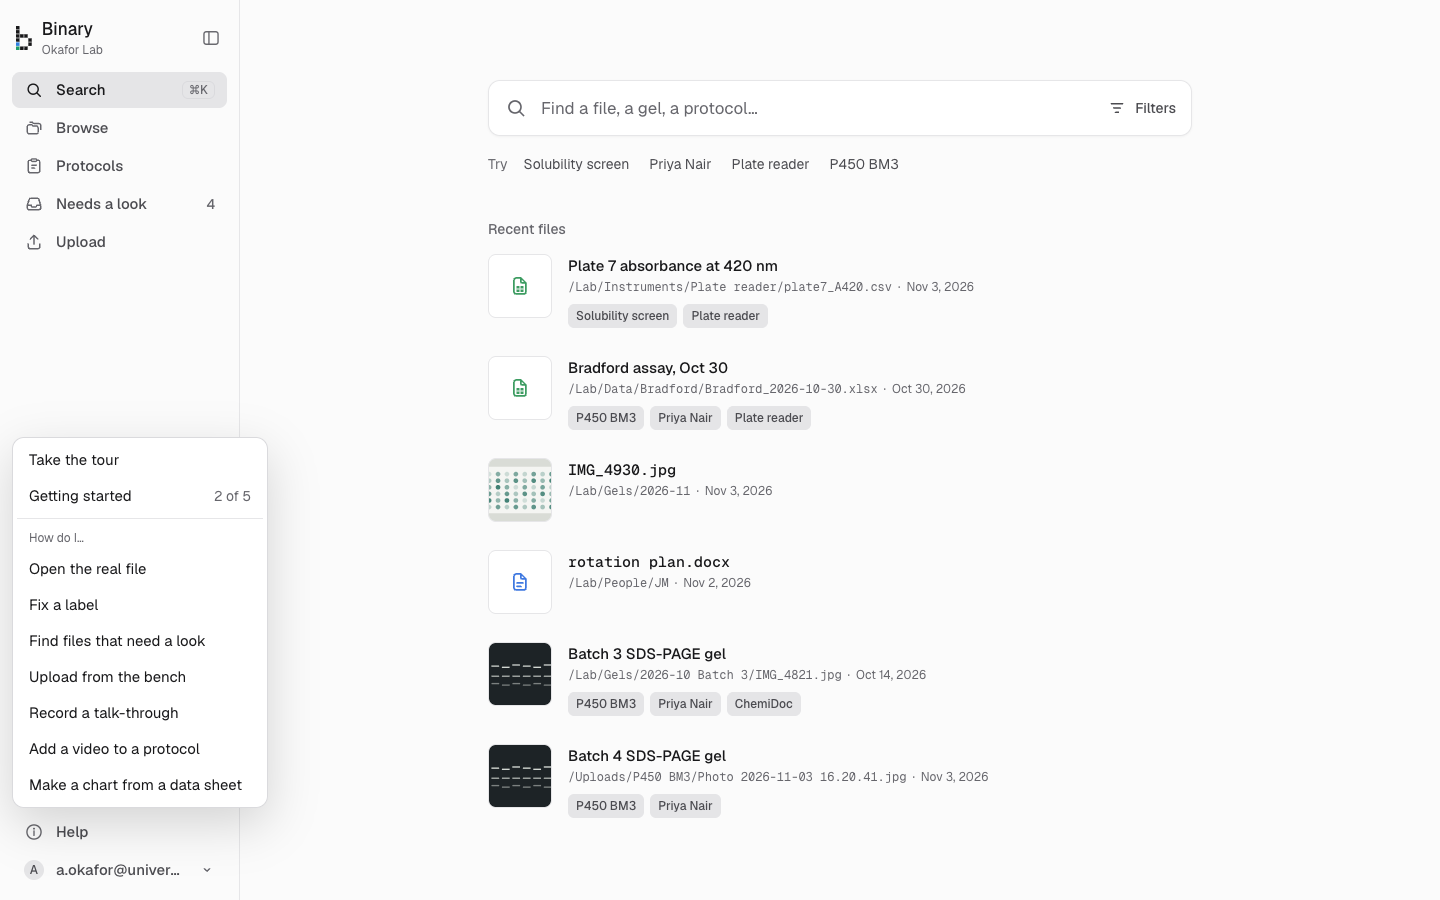 Binary
Okafor Lab
Search
⌘K
Browse
Protocols
Needs a look
4
Upload
Take the tour
Getting started
2 of 5
How do I…
Open the real file
Fix a label
Find files that need a look
Upload from the bench
Record a talk-through
Add a video to a protocol
Make a chart from a data sheet
Help
A
a.okafor@univer…
Find a file, a gel, a protocol…
Filters
Try
Solubility screen
Priya Nair
Plate reader
P450 BM3
Recent files
Plate 7 absorbance at 420 nm
/Lab/Instruments/Plate reader/plate7_A420.csv · Nov 3, 2026
Solubility screen
Plate reader
Bradford assay, Oct 30
/Lab/Data/Bradford/Bradford_2026-10-30.xlsx · Oct 30, 2026
P450 BM3
Priya Nair
Plate reader
IMG_4930.jpg
/Lab/Gels/2026-11 · Nov 3, 2026
rotation plan.docx
/Lab/People/JM · Nov 2, 2026
Batch 3 SDS-PAGE gel
/Lab/Gels/2026-10 Batch 3/IMG_4821.jpg · Oct 14, 2026
P450 BM3
Priya Nair
ChemiDoc
Batch 4 SDS-PAGE gel
/Uploads/P450 BM3/Photo 2026-11-03 16.20.41.jpg · Nov 3, 2026
P450 BM3
Priya Nair